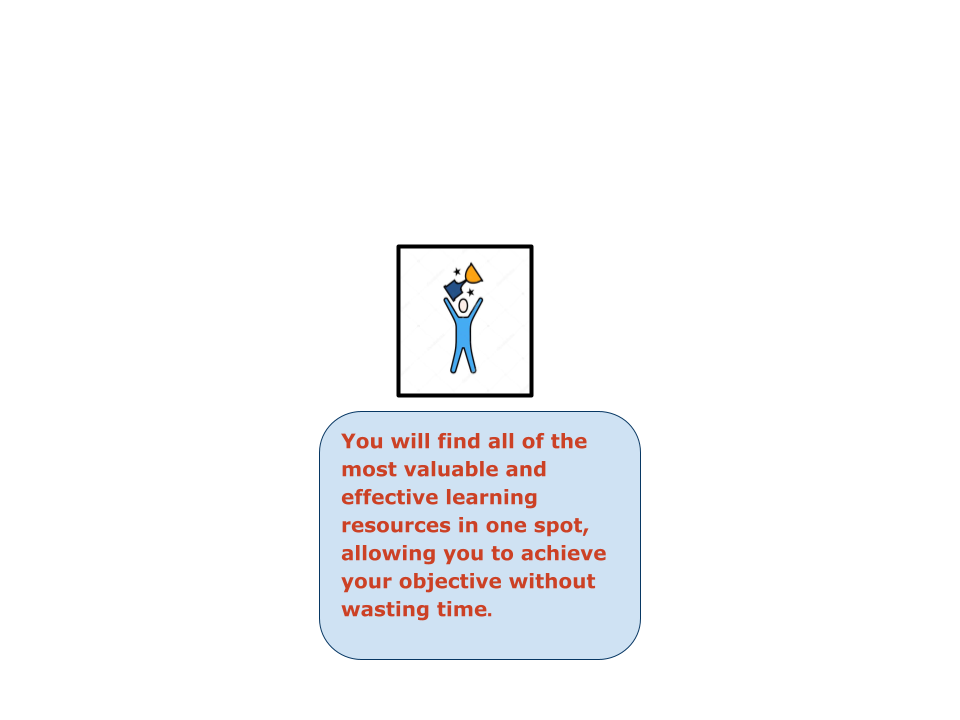 You will find all of the
most valuable and
effective learning
resources in one spot,
allowing you to achieve
your objective without
wasting time.